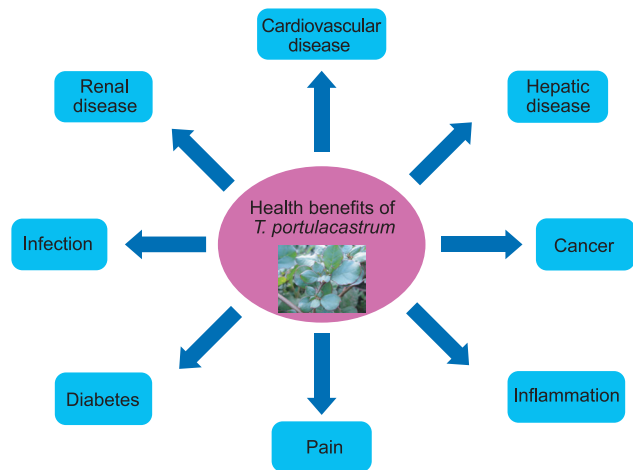 Cardiovascular
disease
Renal
disease
Hepatic
disease
Health benefits of
T. portulacastrum
Infection
Cancer
Diabetes
Inflammation
Pain